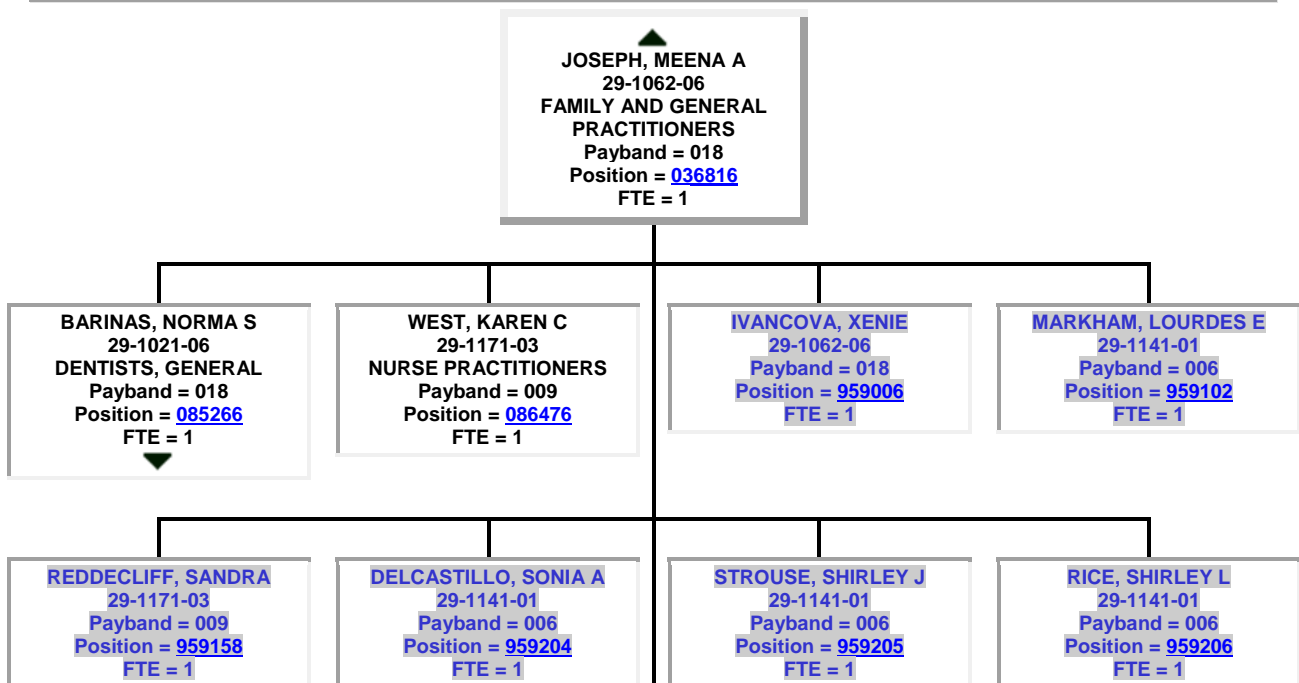 JOSEPH, MEENA A
29-1062-06
FAMILY AND GENERAL
PRACTITIONERS
Payband = 018
Position = 036816
FTE = 1
BARINAS, NORMA S
29-1021-06
DENTISTS, GENERAL
Payband = 018
Position = 085266
FTE = 1
WEST, KAREN C
29-1171-03
NURSE PRACTITIONERS
Payband = 009
Position = 086476
FTE = 1
IVANCOVA, XENIE
29-1062-06
Payband = 018
Position = 959006
FTE = 1
MARKHAM, LOURDES E
29-1141-01
Payband = 006
Position = 959102
FTE = 1
REDDECLIFF, SANDRA
29-1171-03
Payband = 009
Position = 959158
FTE = 1
DELCASTILLO, SONIA A
29-1141-01
Payband = 006
Position = 959204
FTE = 1
STROUSE, SHIRLEY J
29-1141-01
Payband = 006
Position = 959205
FTE = 1
RICE, SHIRLEY L
29-1141-01
Payband = 006
Position = 959206
FTE = 1